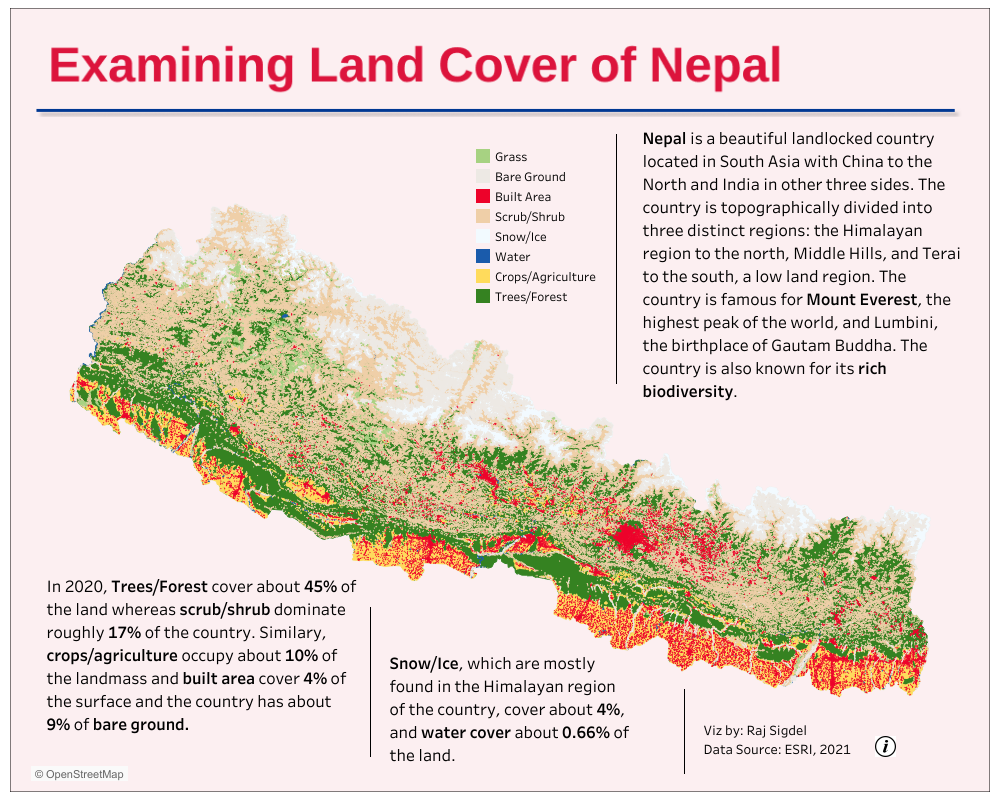 Examining Land Cover of Nepal
Grass
Bare Ground
Built Area
Scrub/Shrub
Snow/Ice
Water
Crops/Agriculture
Trees/Forest
Nepal is a beautiful landlocked country
located in South Asia with China to the
North and India in other three sides. The
country is topographically divided into
three distinct regions: the Himalayan
region to the north, Middle Hills, and Terai
to the south, a low land region. The
country is famous for Mount Everest, the
highest peak of the world, and Lumbini,
the birthplace of Gautam Buddha. The
country is also known for its rich
biodiversity.
In 2020, Trees/Forest cover about 45% of
the land whereas scrub/shrub dominate
roughly 17% of the country. Similary,
crops/agriculture occupy about 10% of
the landmass and built area cover 4% of
the surface and the country has about
9% of bare ground.
Snow/Ice, which are mostly
found in the Himalayan region
of the country, cover about 4%,
and water cover about 0.66% of
the land.
Viz by: Raj Sigdel
Data Source: ESRI, 2021
i
© OpenStreetMap